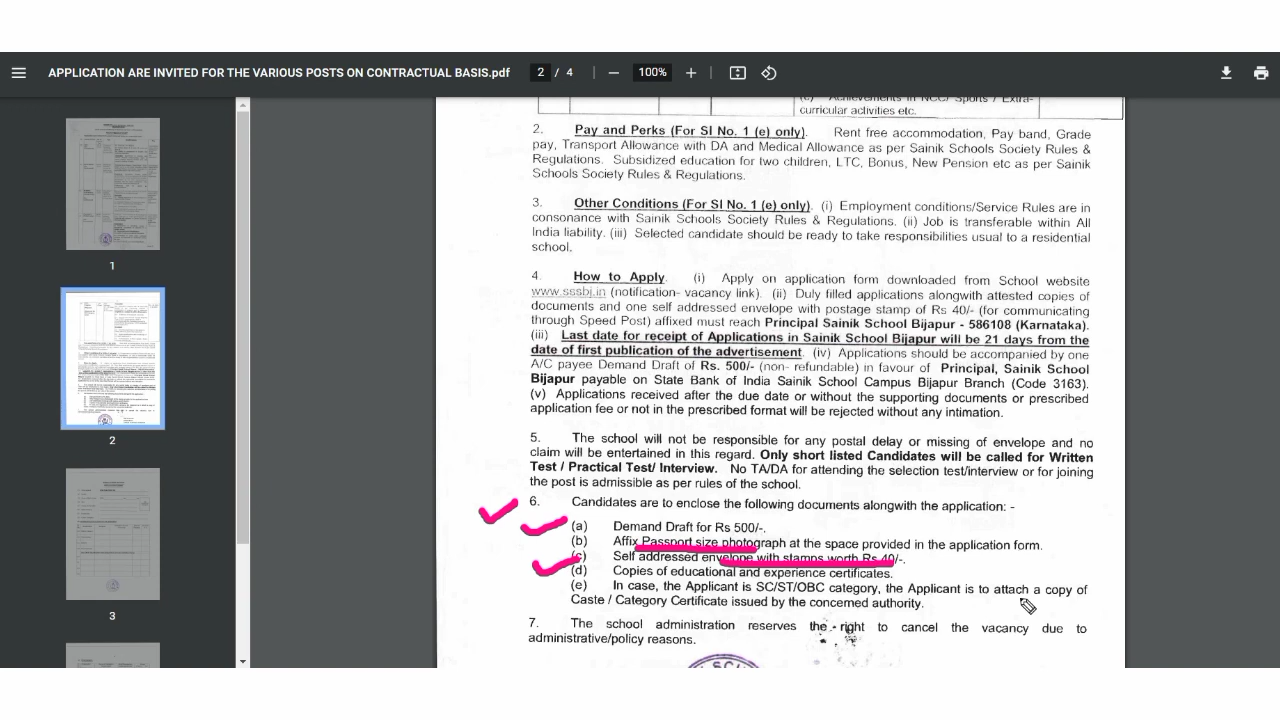 APPLICATION ARE INVITED FOR THE VARIOUS POSTS ON CONTRACTUAL BASIS.pdf
2 / 4
100%
(c) Achievements in NCC/ Sports / Extra-
curricular activities etc.
2. Pay and Perks (For SI No. 1 (e) only). Rent free accommodation, Pay band, Grade
pay, Transport Allowance with DA and Medical Allowance as per Sainik Schools Society Rules &
Regulations. Subsidized education for two children, LTC, Bonus, New Pension etc as per Sainik
Schools Society Rules & Regulations.
3. Other Conditions (For SI No. 1 (e) only). (i) Employment conditions/Service Rules are in
consonance with Sainik Schools Society Rules & Regulations. (ii) Job is transferable within All
India liability. (iii) Selected candidate should be ready to take responsibilities usual to a residential
school.
4. How to Apply. (i) Apply on application form downloaded from School website
www.sssbj.in (notification- vacancy link). (ii) Duly filled applications alongwith attested copies of
documents and one self addressed envelope with postage stamp of Rs 40/- (for communicating
through Speed Post) affixed must reach Principal Sainik School Bijapur - 586108 (Karnataka).
(iii) Last date for receipt of Applications in Sainik School Bijapur will be 21 days from the
date of first publication of the advertisement. (iv) Applications should be accompanied by one
A/C payee Demand Draft of Rs. 500/- (non- refundable) in favour of Principal, Sainik School
Bijapur payable on State Bank of India Sainik School Campus Bijapur Branch (Code 3163).
(v) Applications received after the due date or without the supporting documents or prescribed
application fee or not in the prescribed format will be rejected without any intimation.
5. The school will not be responsible for any postal delay or missing of envelope and no
claim will be entertained in this regard. Only short listed Candidates will be called for Written
Test / Practical Test/ Interview. No TA/DA for attending the selection test/interview or for joining
the post is admissible as per rules of the school.
6. Candidates are to enclose the following documents alongwith the application: -
(a) Demand Draft for Rs 500/-.
(b) Affix Passport size photograph at the space provided in the application form.
(c) Self addressed envelope with stamps worth Rs 40/-.
(d) Copies of educational and experience certificates.
(e) In case, the Applicant is SC/ST/OBC category, the Applicant is to attach a copy of
Caste / Category Certificate issued by the concerned authority.
7. The school administration reserves the right to cancel the vacancy due to
administrative/policy reasons.
1
2
3